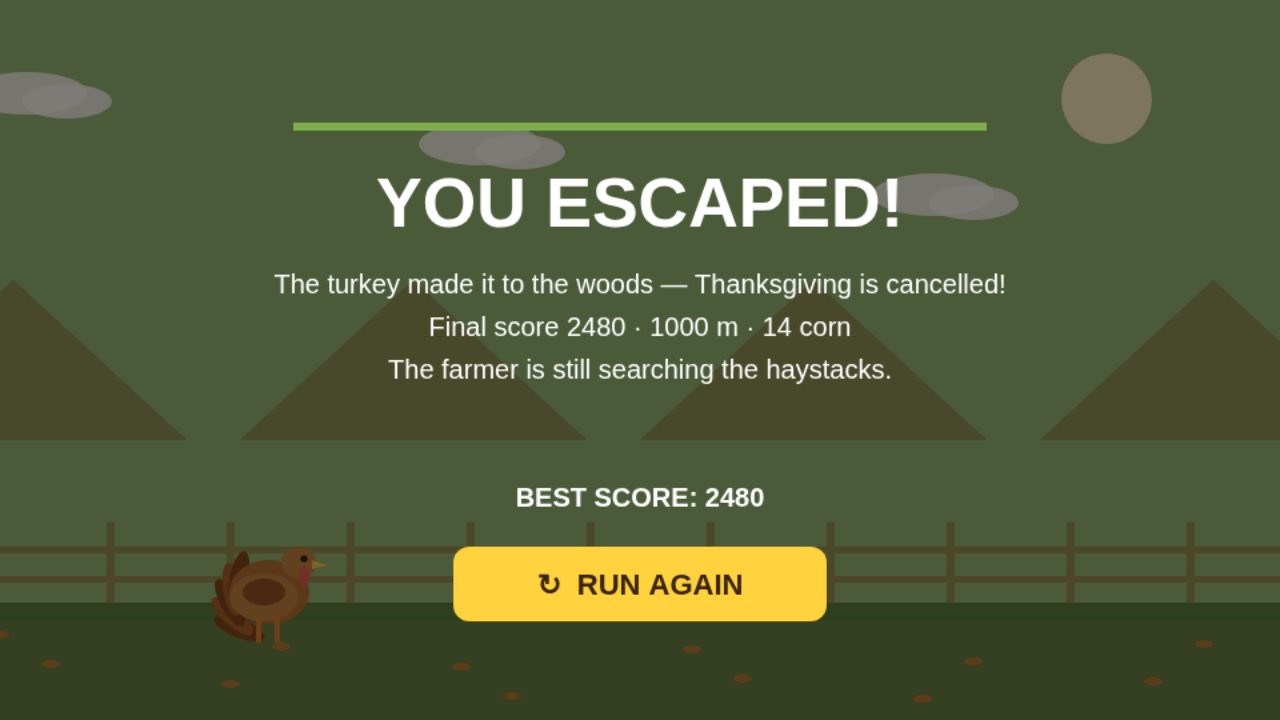 YOU ESCAPED!
The turkey made it to the woods — Thanksgiving is cancelled!
Final score 2480 · 1000 m · 14 corn
The farmer is still searching the haystacks.
BEST SCORE: 2480
↻ RUN AGAIN